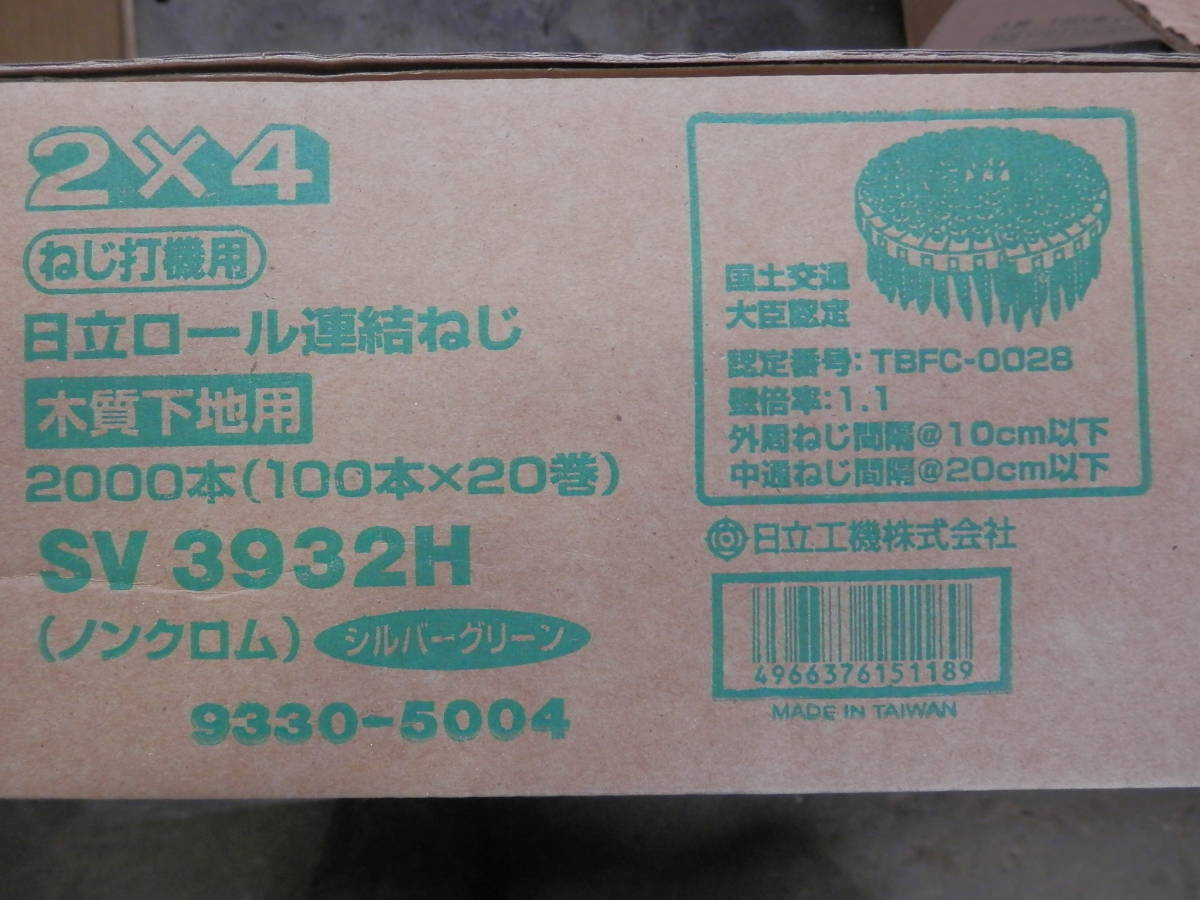 2×4
ねじ打機用
日立ロール連結ねじ
木質下地用
2000本(100本×20巻)
SV 3932H
(ノンクロム) シルバーグリーン
9330-5004
国土交通
大臣認定
認定番号:TBFC-0028
壁倍率:1.1
外周ねじ間隔@10cm以下
中通ねじ間隔@20cm以下
日立工機株式会社
4966376151189
MADE IN TAIWAN